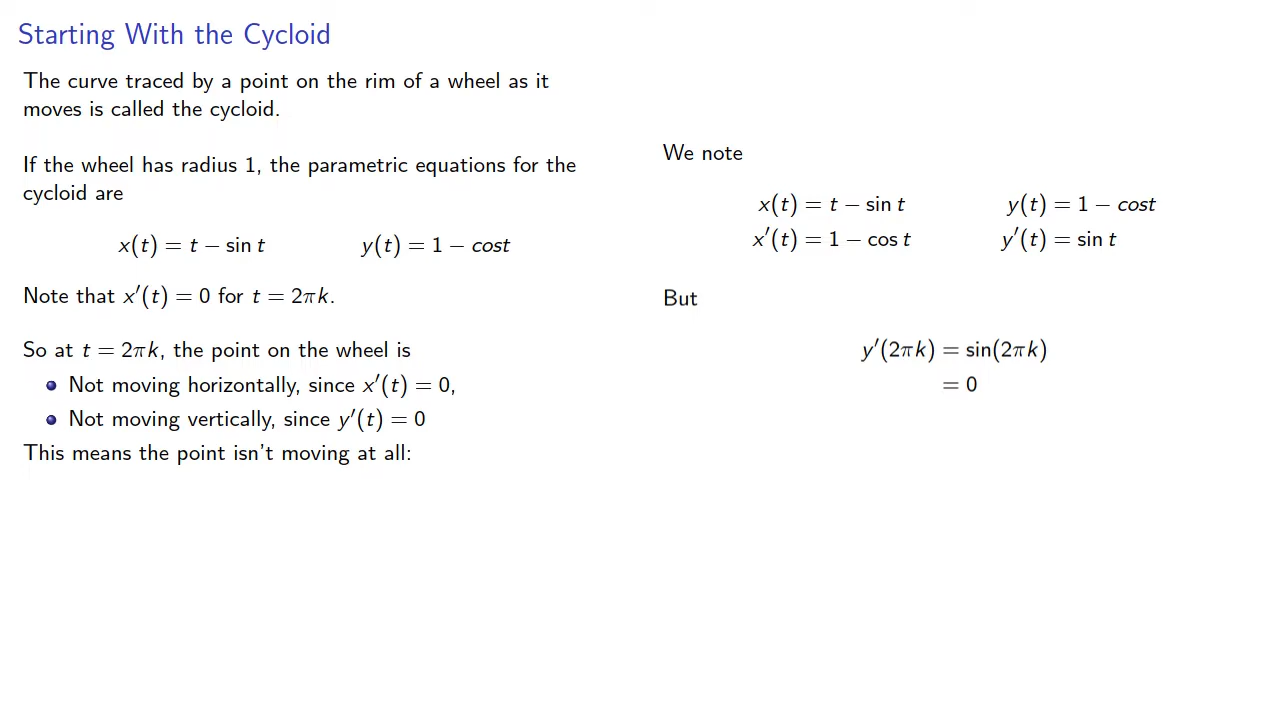 Starting With the Cycloid
The curve traced by a point on the rim of a wheel as it
moves is called the cycloid.
If the wheel has radius 1, the parametric equations for the
cycloid are
x(t) = t − sin t y(t) = 1 − cost
Note that x′(t) = 0 for t = 2πk.
So at t = 2πk, the point on the wheel is
• Not moving horizontally, since x′(t) = 0,
• Not moving vertically, since y′(t) = 0
This means the point isn't moving at all:
We note
x(t) = t − sin t y(t) = 1 − cost
x′(t) = 1 − cos t y′(t) = sin t
But
y′(2πk) = sin(2πk)
= 0